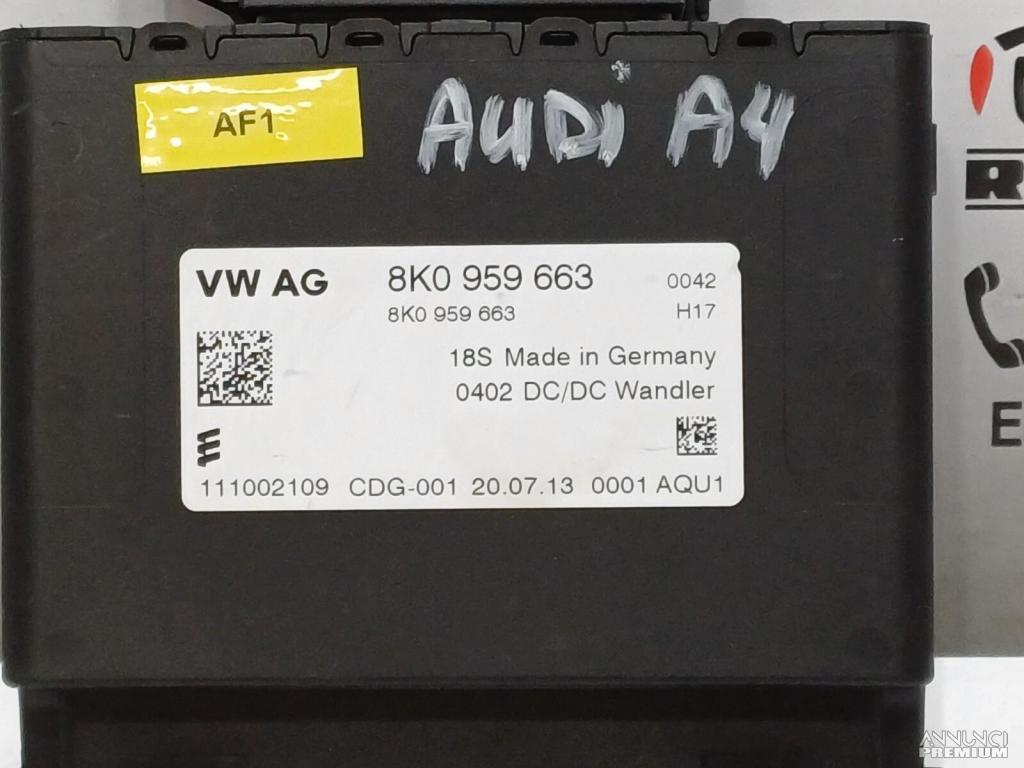 AF1
AUDI A4
VW AG 8K0 959 663 0042
8K0 959 663 H17
18S Made in Germany
0402 DC/DC Wandler
111002109 CDG-001 20.07.13 0001 AQU1
R
E
ANNUNCI
PREMIUM